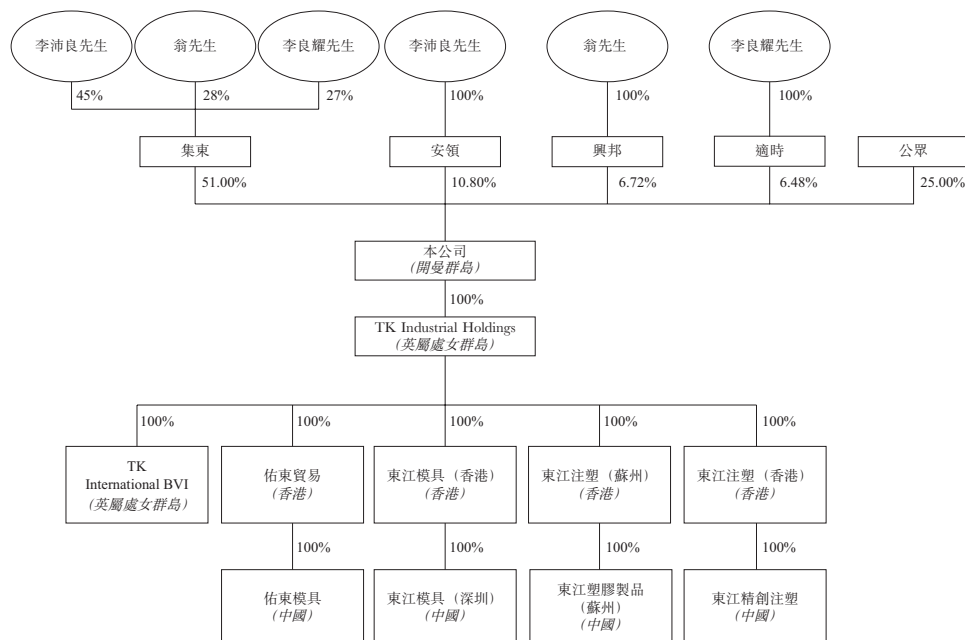 李沛良先生
翁先生
李良耀先生
李沛良先生
翁先生
李良耀先生
45%
28%
27%
100%
100%
100%
集東
安領
興邦
適時
公眾
51.00%
10.80%
6.72%
6.48%
25.00%
本公司
(開曼群島)
100%
TK Industrial Holdings
(英屬處女群島)
100%
100%
100%
100%
100%
TK
International BVI
(英屬處女群島)
佑東貿易
(香港)
東江模具（香港）
(香港)
東江注塑（蘇州）
(香港)
東江注塑（香港）
(香港)
100%
100%
100%
100%
佑東模具
(中國)
東江模具（深圳）
(中國)
東江塑膠製品
(蘇州)
(中國)
東江精創注塑
(中國)